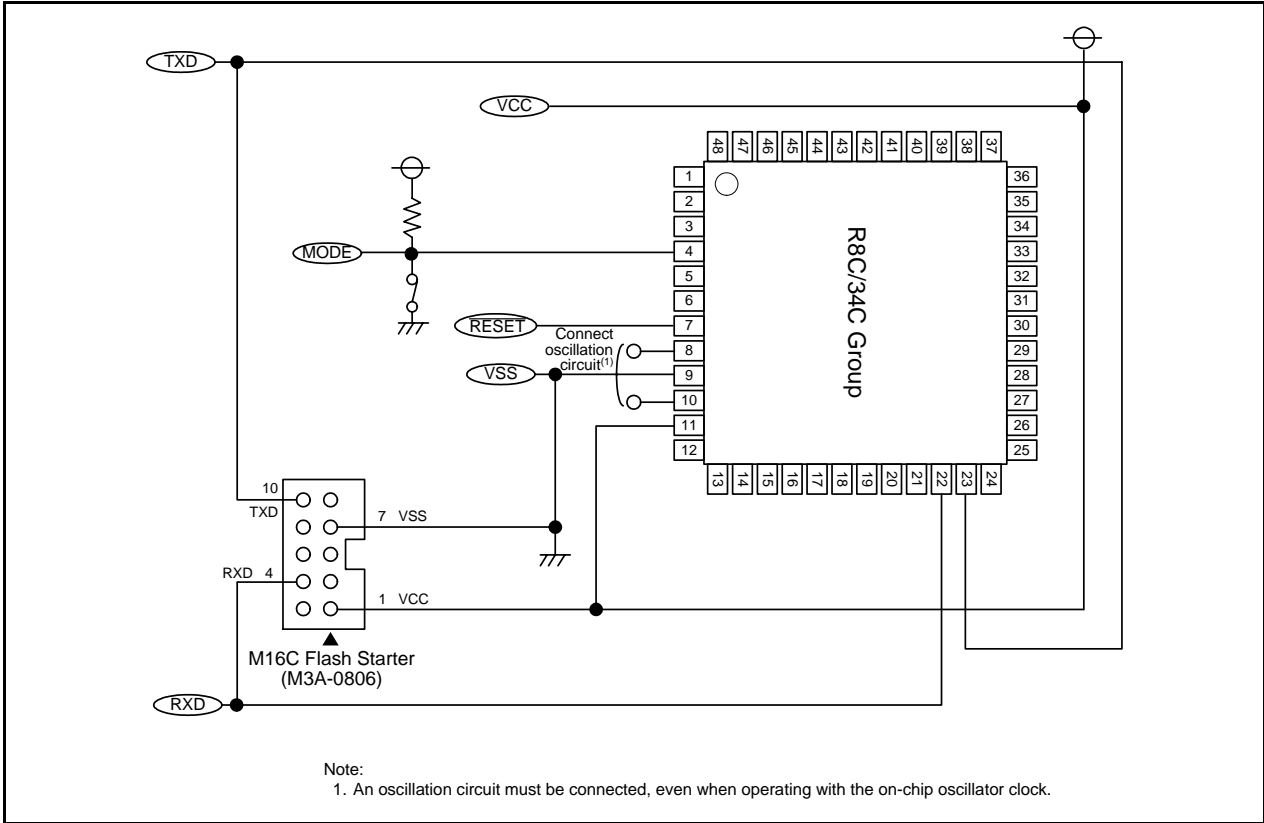 TXD
VCC
48 47 46 45 44 43 42 41 40 39 38 37
1 36
2 35
3 34
MODE 4 33
5 32
6 31
RESET 7 30
Connect
oscillation
circuit(1)
8 29
VSS 9 28
10 27
11 26
12 25
R8C/34C Group
13 14 15 16 17 18 19 20 21 22 23 24
10
TXD
7 VSS
RXD 4
1 VCC
M16C Flash Starter
(M3A-0806)
RXD
Note:
1. An oscillation circuit must be connected, even when operating with the on-chip oscillator clock.